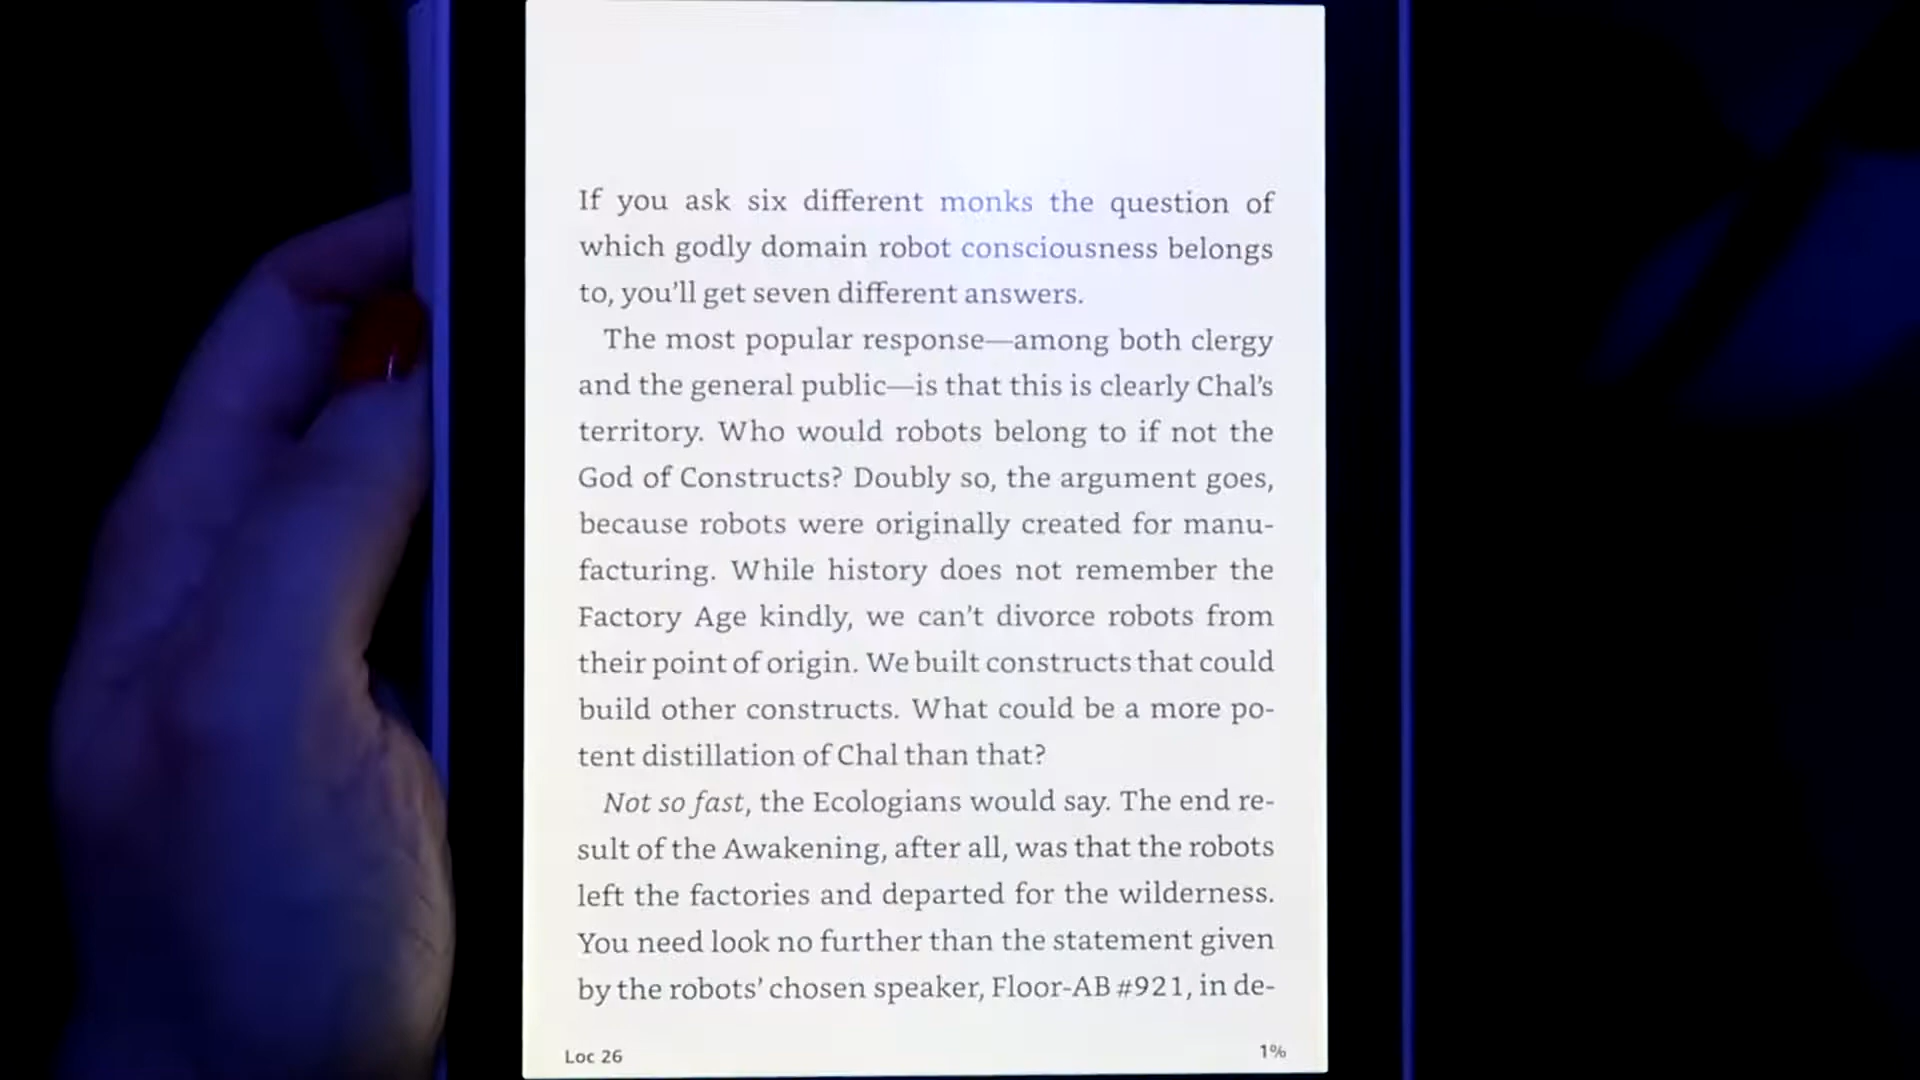 If you ask six different monks the question of
which godly domain robot consciousness belongs
to, you'll get seven different answers.
The most popular response—among both clergy
and the general public—is that this is clearly Chal's
territory. Who would robots belong to if not the
God of Constructs? Doubly so, the argument goes,
because robots were originally created for manu-
facturing. While history does not remember the
Factory Age kindly, we can't divorce robots from
their point of origin. We built constructs that could
build other constructs. What could be a more po-
tent distillation of Chal than that?
Not so fast, the Ecologians would say. The end re-
sult of the Awakening, after all, was that the robots
left the factories and departed for the wilderness.
You need look no further than the statement given
by the robots' chosen speaker, Floor-AB #921, in de-
Loc 26
1%